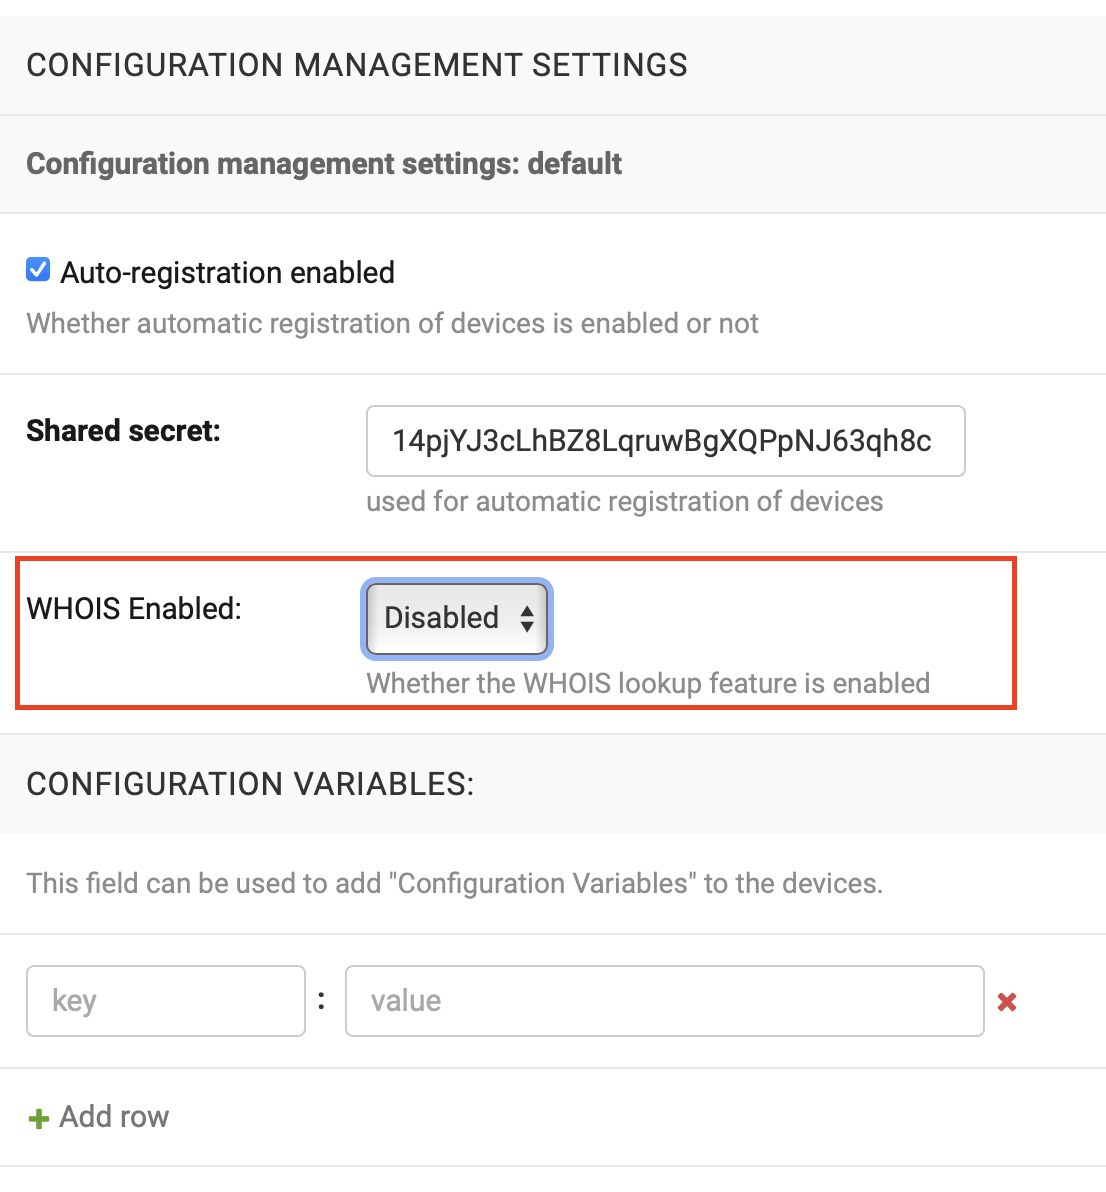 CONFIGURATION MANAGEMENT SETTINGS
Configuration management settings: default
Auto-registration enabled
Whether automatic registration of devices is enabled or not
Shared secret:
14pjYJ3cLhBZ8LqruwBgXQPpNJ63qh8c
used for automatic registration of devices
WHOIS Enabled:
Disabled
Whether the WHOIS lookup feature is enabled
CONFIGURATION VARIABLES:
This field can be used to add "Configuration Variables" to the devices.
key : value
Add row